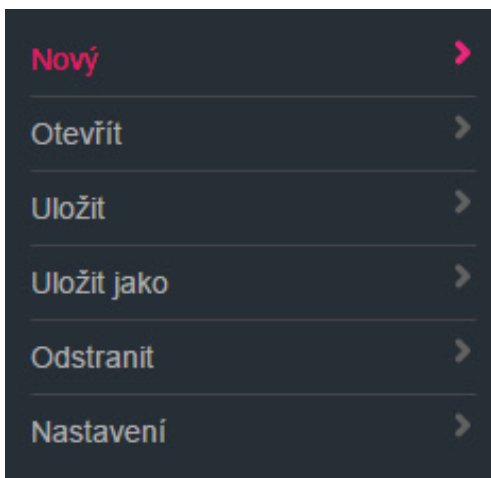 Nový
Otevřít
Uložit
Uložit jako
Odstranit
Nastavení